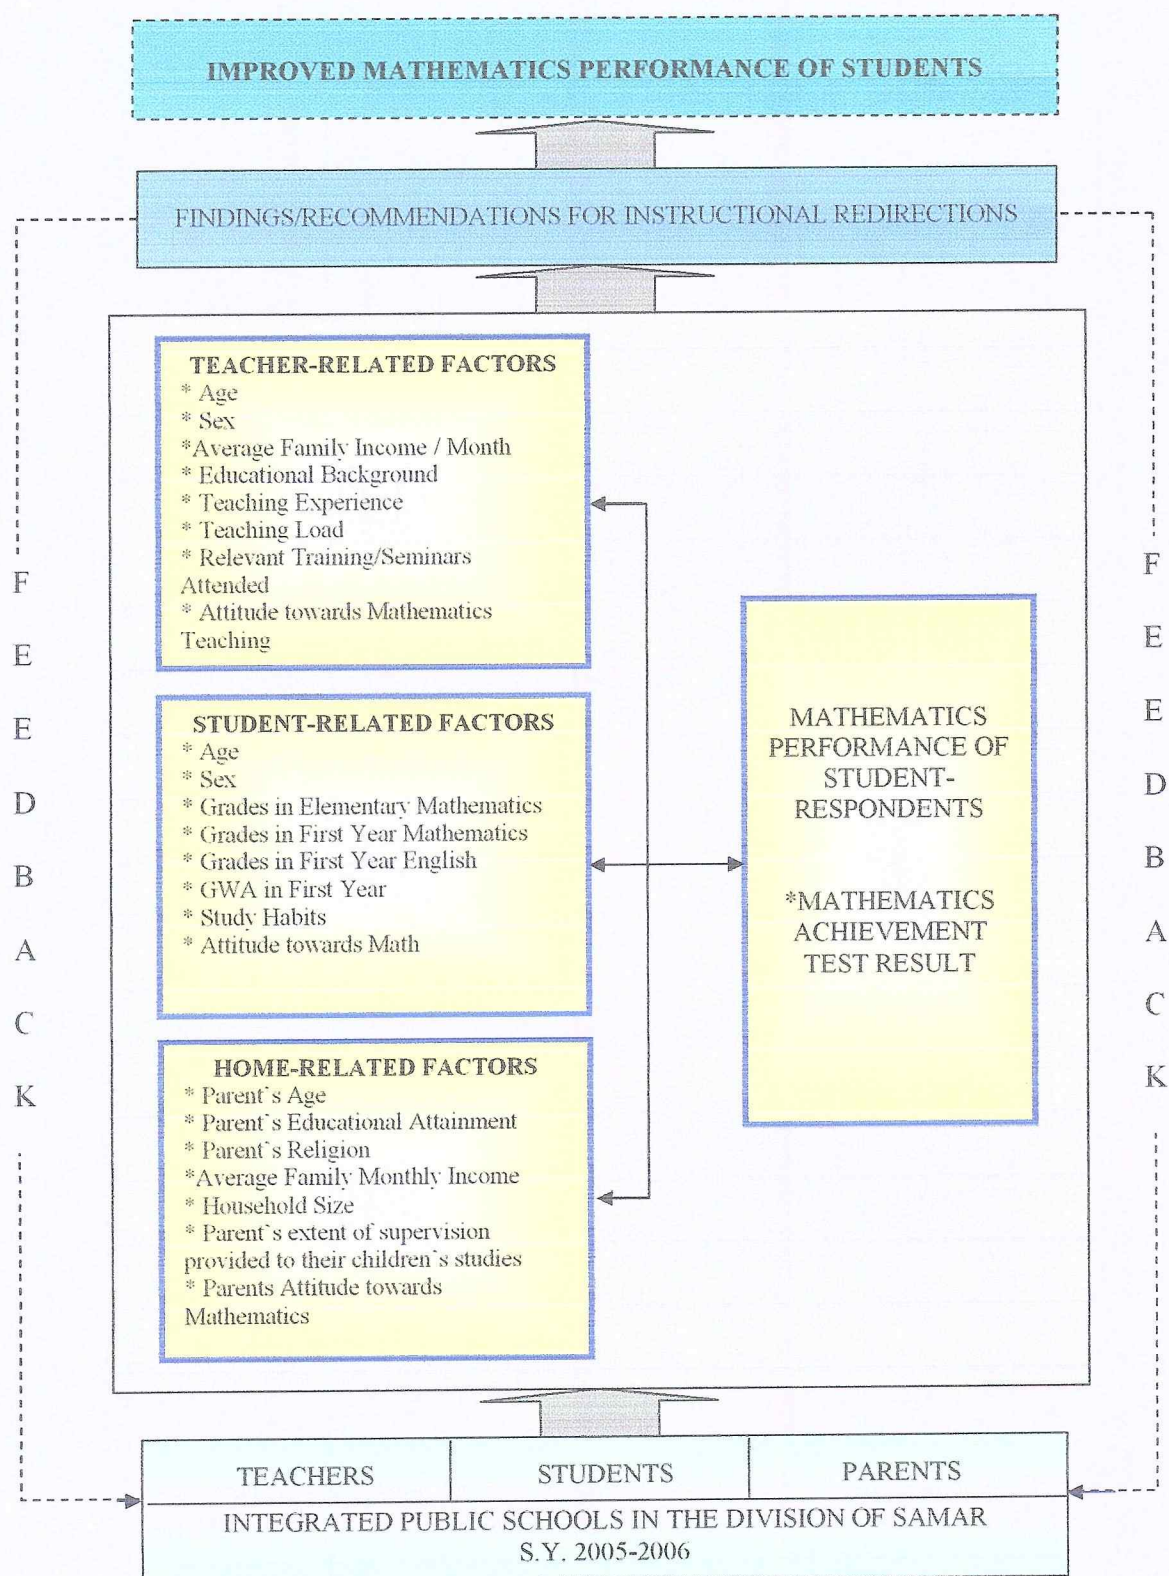 IMPROVED MATHEMATICS PERFORMANCE OF STUDENTS
FINDINGS/RECOMMENDATIONS FOR INSTRUCTIONAL REDIRECTIONS
TEACHER-RELATED FACTORS
* Age
* Sex
*Average Family Income / Month
* Educational Background
* Teaching Experience
* Teaching Load
* Relevant Training/Seminars
Attended
* Attitude towards Mathematics
Teaching
STUDENT-RELATED FACTORS
* Age
* Sex
* Grades in Elementary Mathematics
* Grades in First Year Mathematics
* Grades in First Year English
* GWA in First Year
* Study Habits
* Attitude towards Math
HOME-RELATED FACTORS
* Parent`s Age
* Parent`s Educational Attainment
* Parent`s Religion
*Average Family Monthly Income
* Household Size
* Parent`s extent of supervision
provided to their children`s studies
* Parents Attitude towards
Mathematics
MATHEMATICS
PERFORMANCE OF
STUDENT-
RESPONDENTS
*MATHEMATICS
ACHIEVEMENT
TEST RESULT
F
E
E
D
B
A
C
K
F
E
E
D
B
A
C
K
TEACHERS
STUDENTS
PARENTS
INTEGRATED PUBLIC SCHOOLS IN THE DIVISION OF SAMAR
S.Y. 2005-2006